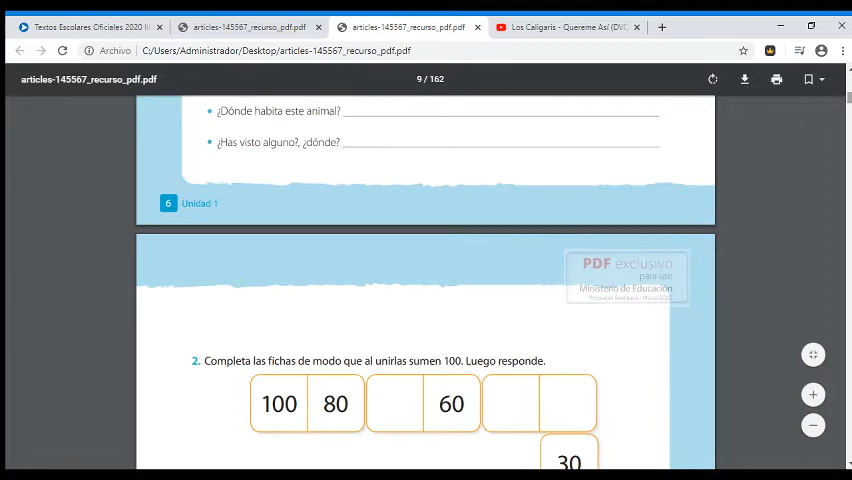 Textos Escolares Oficiales 2020 III
articles-145567_recurso_pdf.pdf
articles-145567_recurso_pdf.pdf
Los Caligaris - Quereme Así (DVD
Archivo C:/Users/Administrador/Desktop/articles-145567_recurso_pdf.pdf
articles-145567_recurso_pdf.pdf 9 / 162
• ¿Dónde habita este animal?
• ¿Has visto alguno?, ¿dónde?
6 Unidad 1
PDF exclusivo
para uso
Ministerio de Educación
2. Completa las fichas de modo que al unirlas sumen 100. Luego responde.
100 80 60
30